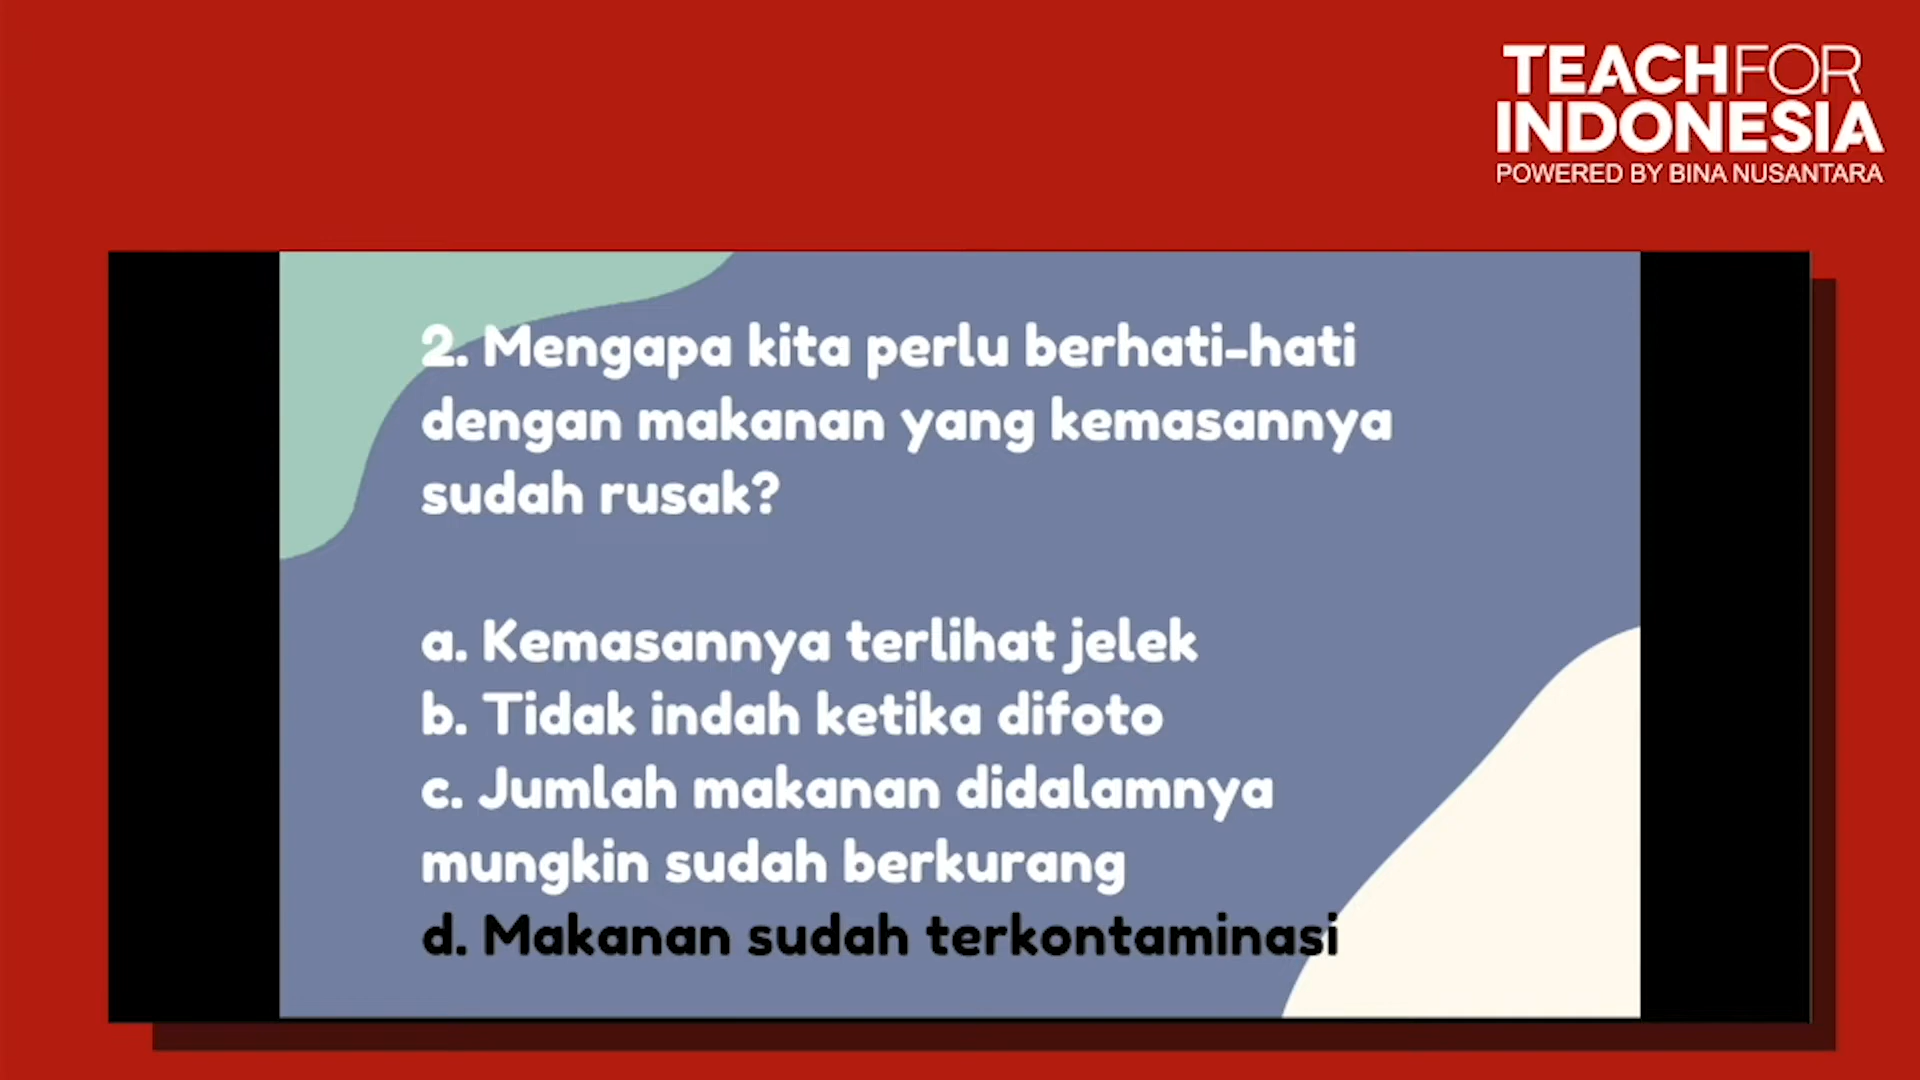 TEACHFOR
INDONESIA
POWERED BY BINA NUSANTARA
2. Mengapa kita perlu berhati-hati
dengan makanan yang kemasannya
sudah rusak?
a. Kemasannya terlihat jelek
b. Tidak indah ketika difoto
c. Jumlah makanan didalamnya
mungkin sudah berkurang
d. Makanan sudah terkontaminasi